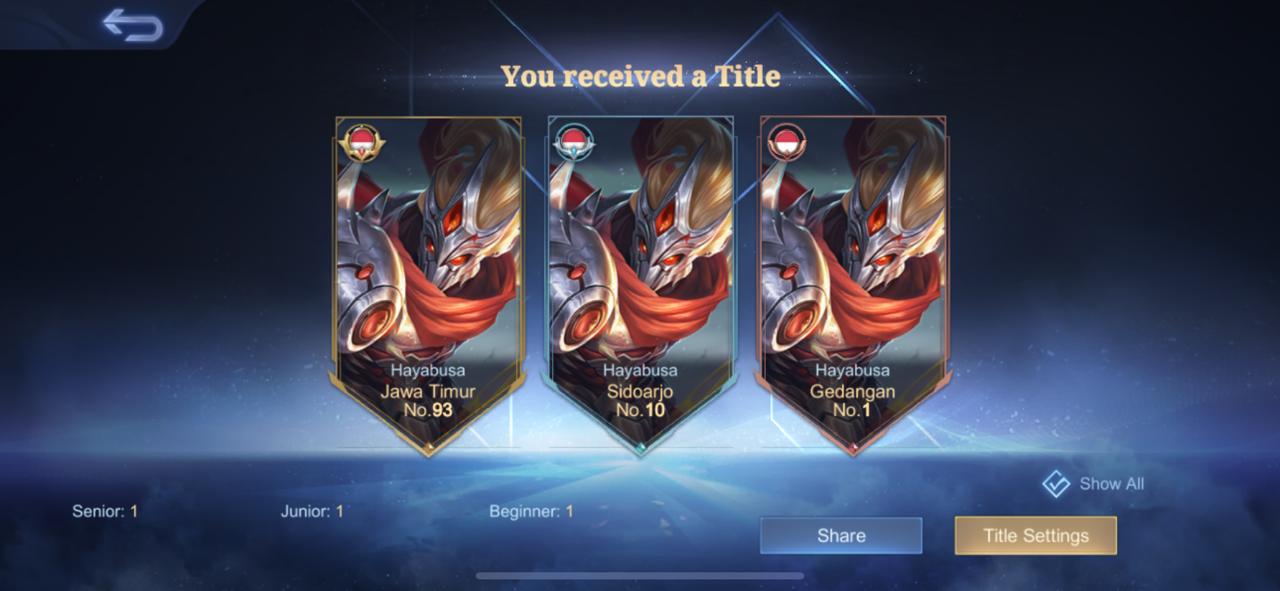 You received a Title
Hayabusa
Jawa Timur
No.93
Hayabusa
Sidoarjo
No.10
Hayabusa
Gedangan
No.1
Show All
Senior: 1
Junior: 1
Beginner: 1
Share
Title Settings